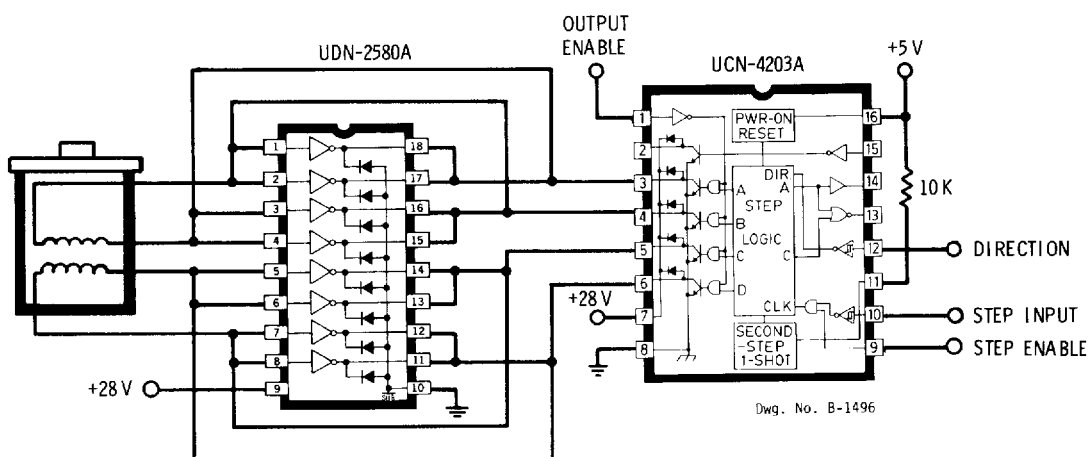 OUTPUT
ENABLE
UDN-2580A
UCN-4203A
+5 V
1
2
3
4
5
6
7
8
9
18
17
16
15
14
13
12
11
10
SUB
+28 V
1
2
3
4
5
6
7
8
16
15
14
13
12
11
10
9
PWR-ON
RESET
DIR
A
A
STEP
B
LOGIC
C
C
D
CLK
SECOND
-STEP
1-SHOT
+28 V
10 K
DIRECTION
STEP INPUT
STEP ENABLE
Dwg. No. B-1496